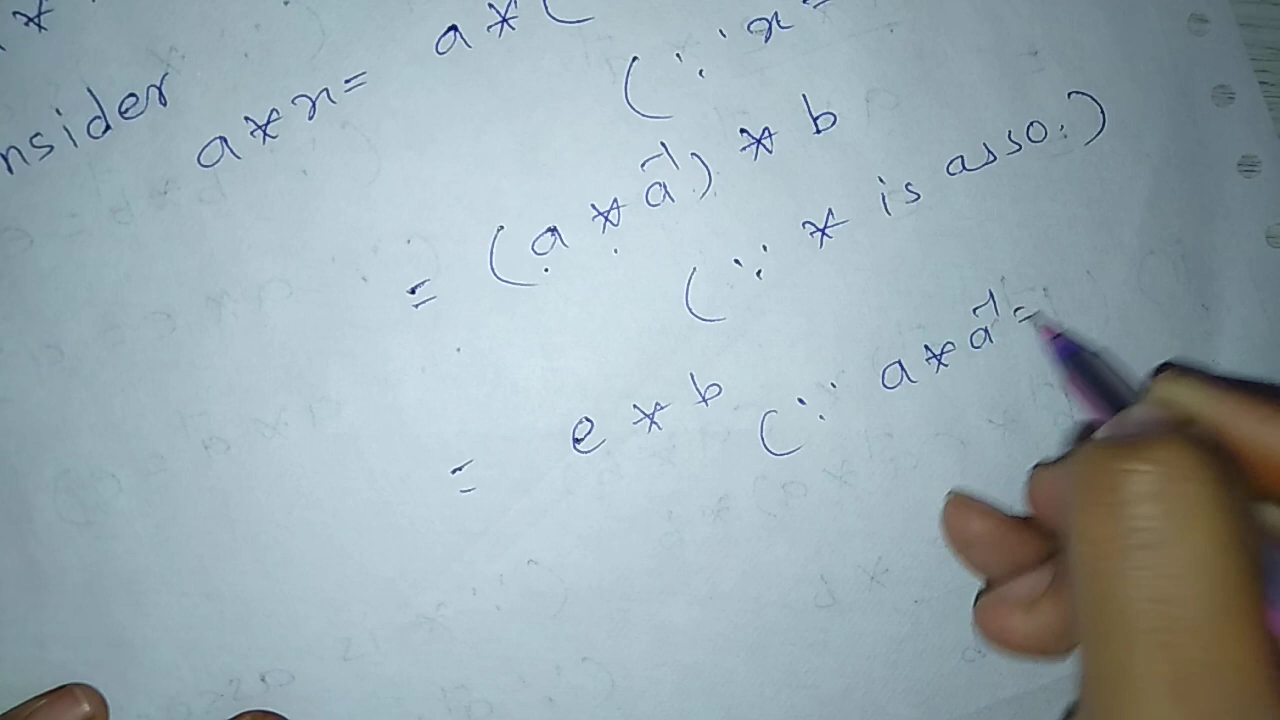 *
nsider a * x = a * (
(∵ x =
= (a * a⁻¹) * b
(∵ * is asso.)
= e * b (∵ a * a⁻¹ =